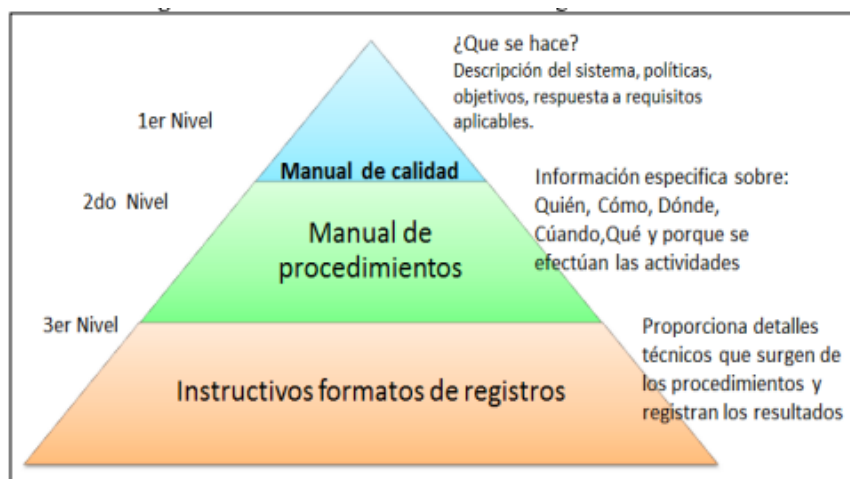 ¿Que se hace?
Descripción del sistema, políticas,
objetivos, respuesta a requisitos
aplicables.
1er Nivel
Manual de calidad
2do Nivel
Información especifica sobre:
Quién, Cómo, Dónde,
Cúando,Qué y porque se
efectúan las actividades
Manual de
procedimientos
3er Nivel
Proporciona detalles
técnicos que surgen de
los procedimientos y
registran los resultados
Instructivos formatos de registros